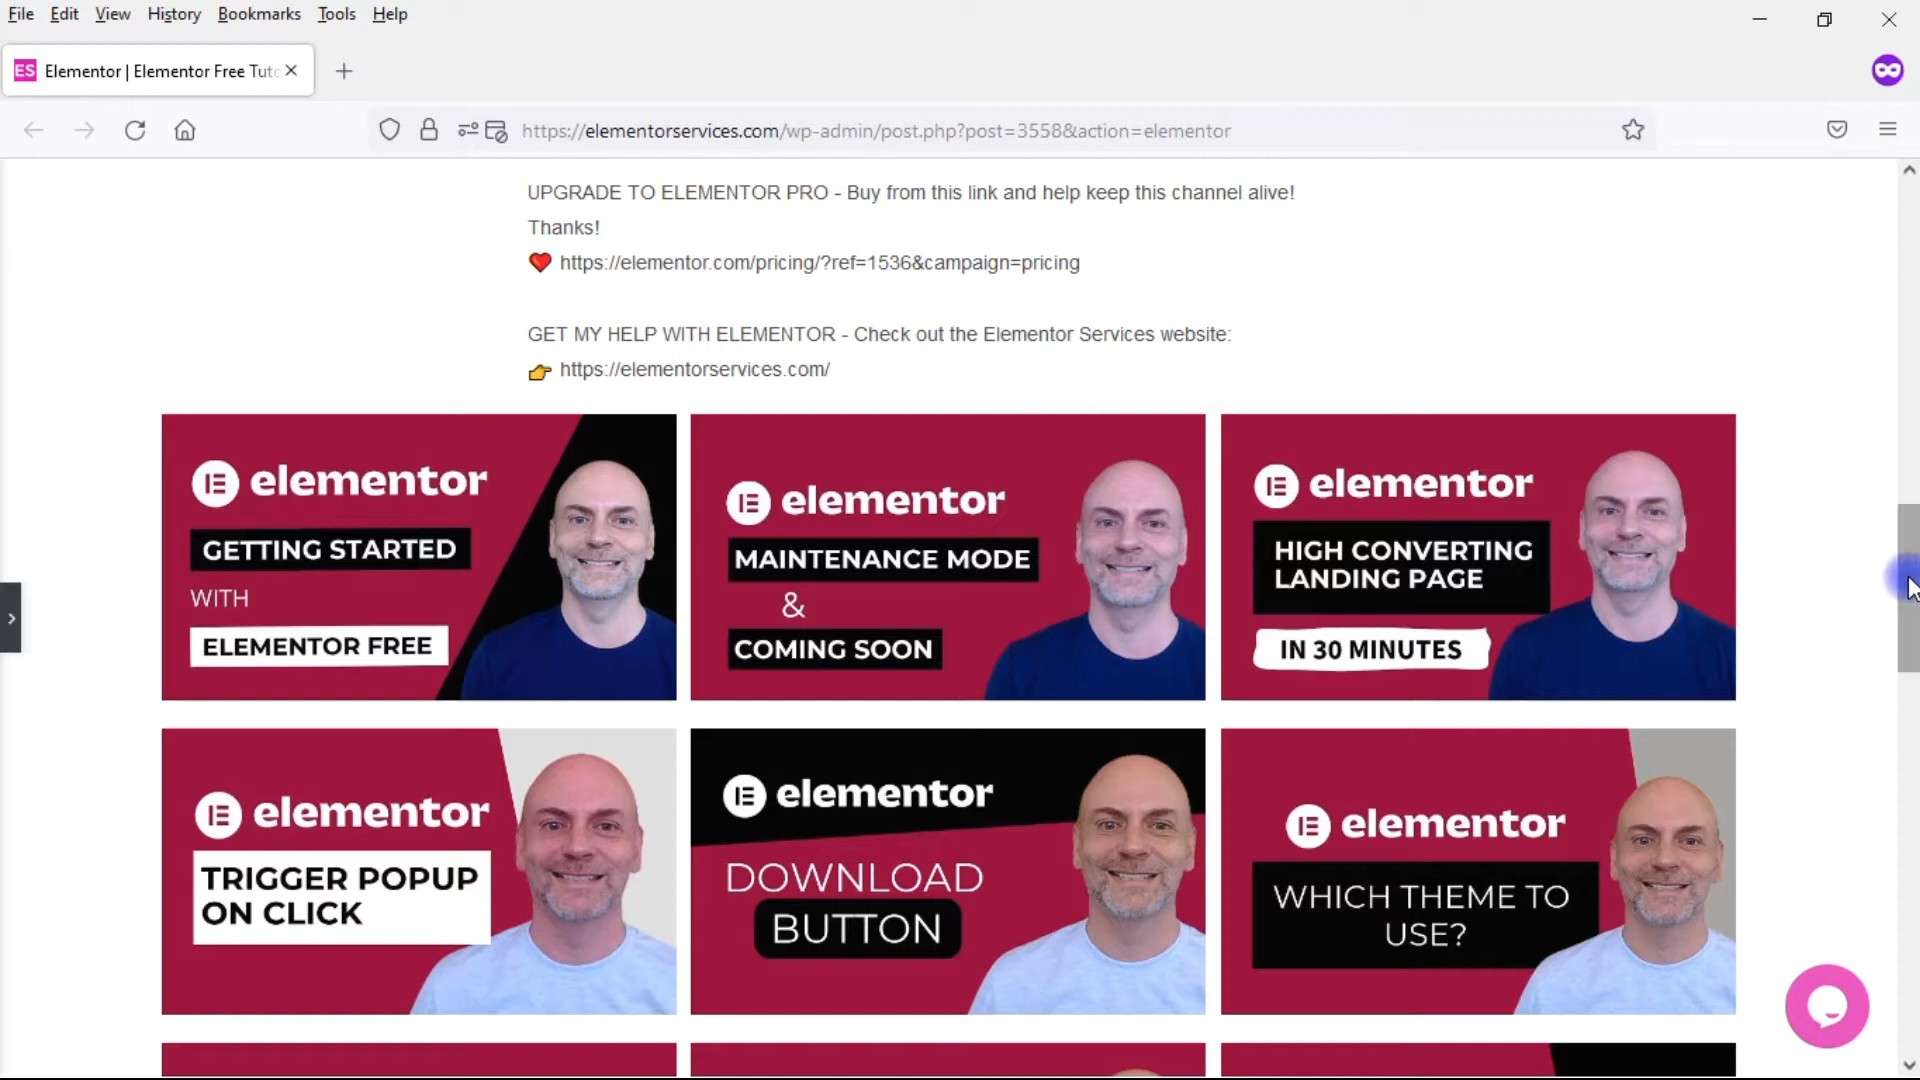 File Edit View History Bookmarks Tools Help
ES Elementor | Elementor Free Tuto
https://elementorservices.com/wp-admin/post.php?post=3558&action=elementor
UPGRADE TO ELEMENTOR PRO - Buy from this link and help keep this channel alive!
Thanks!
https://elementor.com/pricing/?ref=1536&campaign=pricing
GET MY HELP WITH ELEMENTOR - Check out the Elementor Services website:
https://elementorservices.com/
elementor
GETTING STARTED
WITH
ELEMENTOR FREE
elementor
MAINTENANCE MODE
&
COMING SOON
elementor
HIGH CONVERTING
LANDING PAGE
IN 30 MINUTES
elementor
TRIGGER POPUP
ON CLICK
elementor
DOWNLOAD
BUTTON
elementor
WHICH THEME TO
USE?